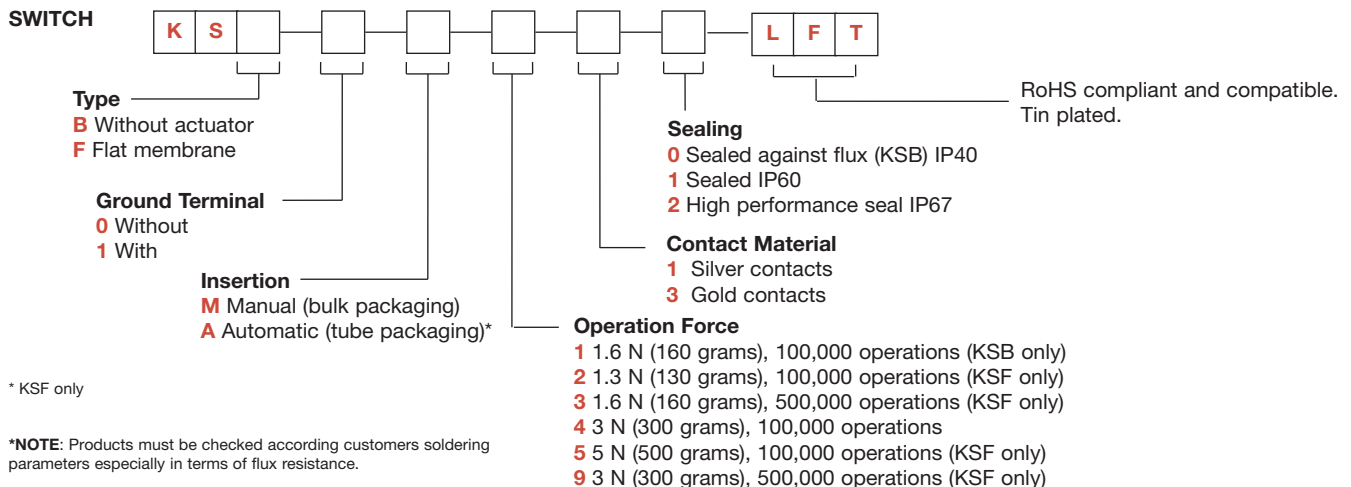 SWITCH
K S L F T
Type
B Without actuator
F Flat membrane
Ground Terminal
0 Without
1 With
Insertion
M Manual (bulk packaging)
A Automatic (tube packaging)*
Operation Force
1 1.6 N (160 grams), 100,000 operations (KSB only)
2 1.3 N (130 grams), 100,000 operations (KSF only)
3 1.6 N (160 grams), 500,000 operations (KSF only)
4 3 N (300 grams), 100,000 operations
5 5 N (500 grams), 100,000 operations (KSF only)
9 3 N (300 grams), 500,000 operations (KSF only)
Contact Material
1 Silver contacts
3 Gold contacts
Sealing
0 Sealed against flux (KSB) IP40
1 Sealed IP60
2 High performance seal IP67
RoHS compliant and compatible.
Tin plated.
* KSF only
*NOTE: Products must be checked according customers soldering
parameters especially in terms of flux resistance.